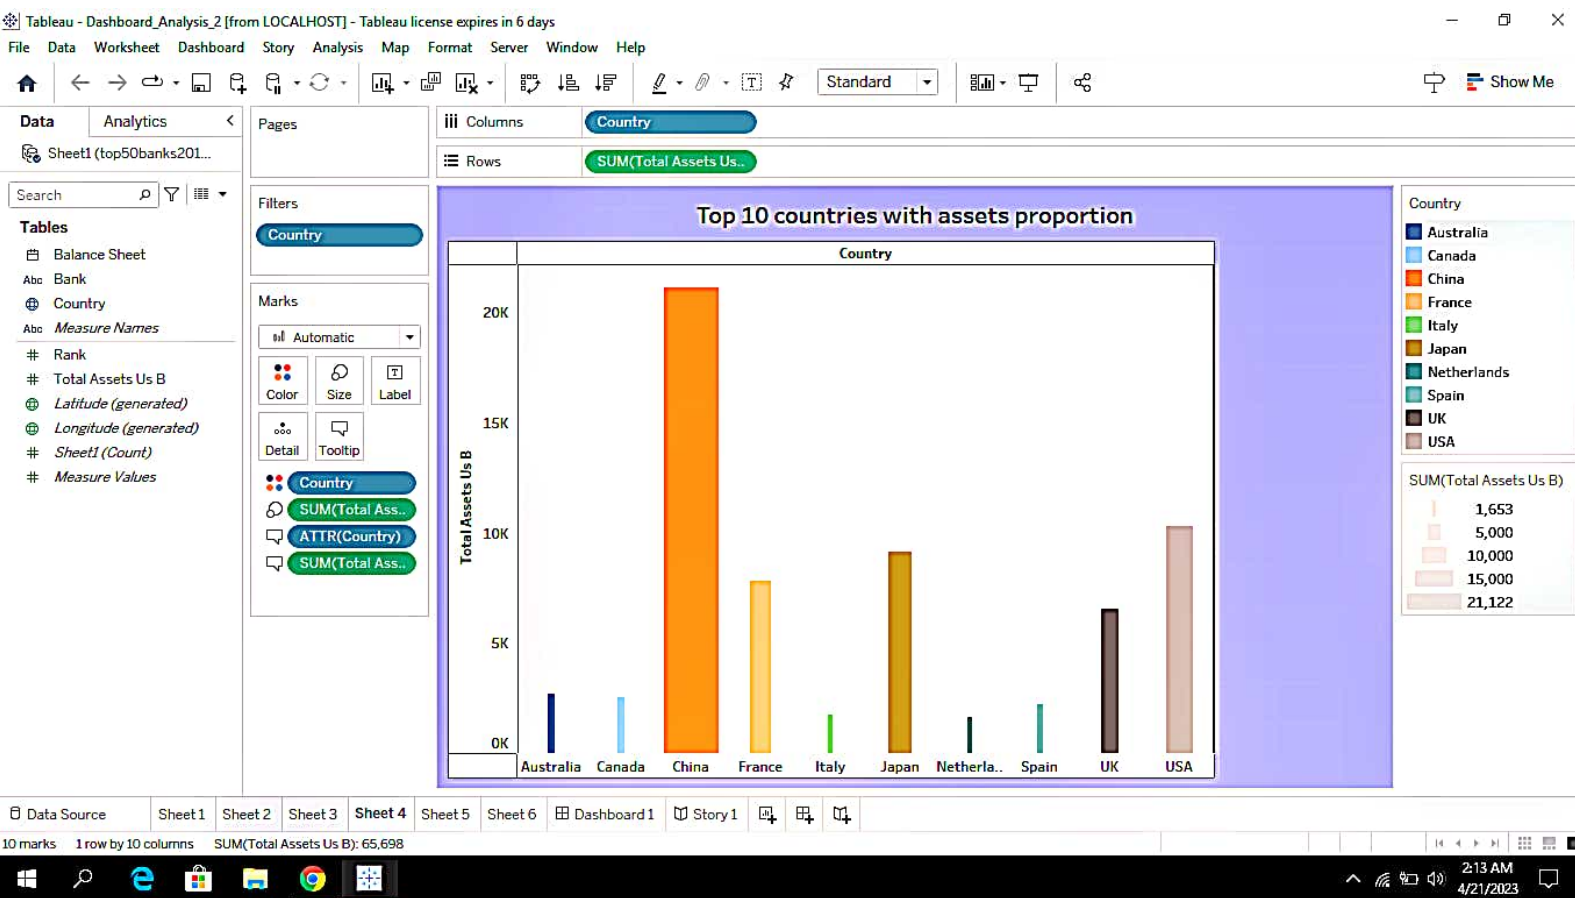 Tableau - Dashboard_Analysis_2 [from LOCALHOST] - Tableau license expires in 6 days
File Data Worksheet Dashboard Story Analysis Map Format Server Window Help
Standard
Show Me
Data Analytics
Sheet1 (top50banks201...
Search
Tables
Balance Sheet
Abc Bank
Country
Abc Measure Names
# Rank
# Total Assets Us B
Latitude (generated)
Longitude (generated)
# Sheet1 (Count)
# Measure Values
Pages
Filters
Country
Marks
Automatic
Color Size Label
Detail Tooltip
Country
SUM(Total Ass..
ATTR(Country)
SUM(Total Ass..
Columns Country
Rows SUM(Total Assets Us..
Top 10 countries with assets proportion
Country
Total Assets Us B
20K
15K
10K
5K
0K
Australia Canada China France Italy Japan Netherla.. Spain UK USA
Country
Australia
Canada
China
France
Italy
Japan
Netherlands
Spain
UK
USA
SUM(Total Assets Us B)
1,653
5,000
10,000
15,000
21,122
Data Source Sheet 1 Sheet 2 Sheet 3 Sheet 4 Sheet 5 Sheet 6 Dashboard 1 Story 1
10 marks 1 row by 10 columns SUM(Total Assets Us B): 65,698
2:13 AM
4/21/2023